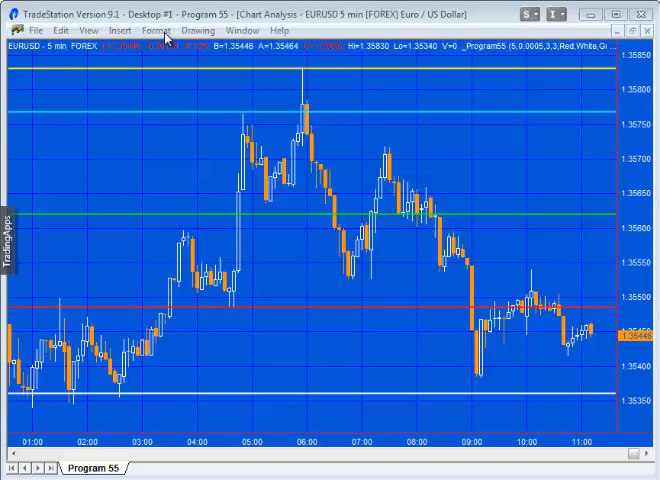 TradeStation Version 9.1 - Desktop #1 - Program 55 - [Chart Analysis - EURUSD 5 min [FOREX] Euro / US Dollar]
S
I
File Edit View Insert Format Drawing Window Help
EURUSD - 5 min FOREX B=1.35446 A=1.35464 Hi=1.35830 Lo=1.35340 V=0 _Program55 (5,0.0005,3,3,Red,White,Gr
1.35850
1.35800
1.35750
1.35700
1.35650
1.35600
1.35550
1.35500
1.35446
1.35400
1.35350
TradingApps
01:00 02:00 03:00 04:00 05:00 06:00 07:00 08:00 09:00 10:00 11:00
Program 55